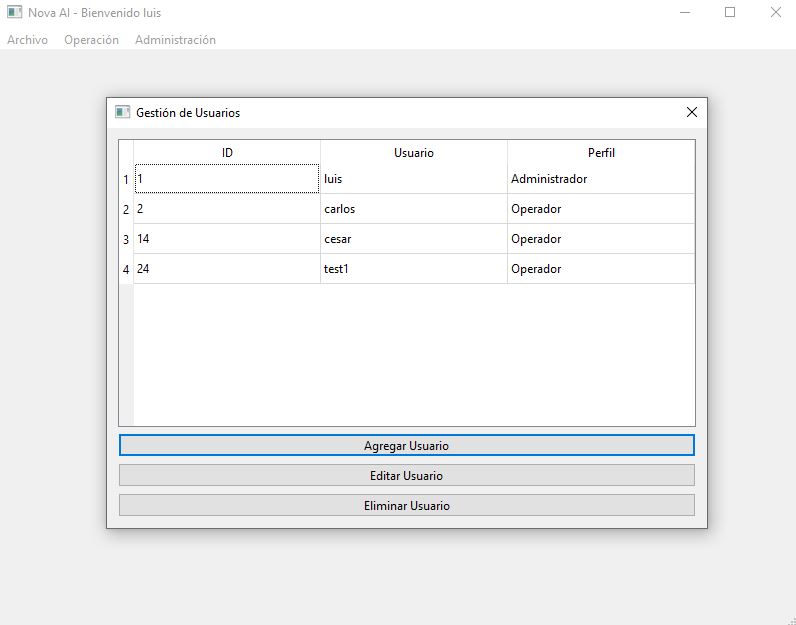 Nova AI - Bienvenido luis
Archivo Operación Administración
Gestión de Usuarios
ID Usuario Perfil
1 1 luis Administrador
2 2 carlos Operador
3 14 cesar Operador
4 24 test1 Operador
Agregar Usuario
Editar Usuario
Eliminar Usuario